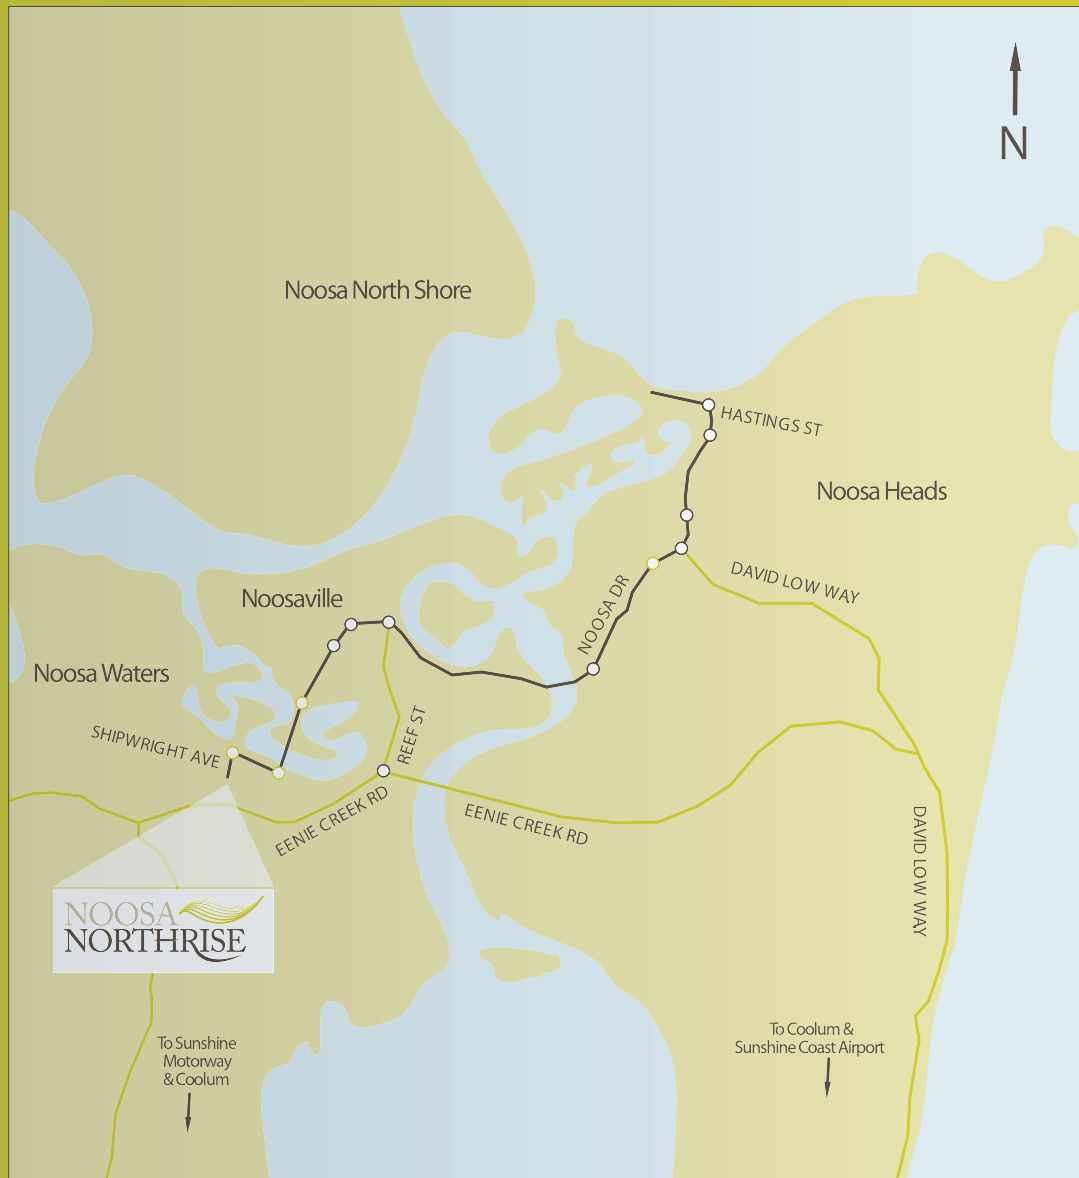 N
Noosa North Shore
HASTINGS ST
Noosa Heads
DAVID LOW WAY
NOOSA DR
Noosaville
Noosa Waters
SHIPWRIGHT AVE
REEF ST
EENIE CREEK RD
EENIE CREEK RD
DAVID LOW WAY
NOOSA
NORTHRISE
To Sunshine
Motorway
& Coolum
To Coolum &
Sunshine Coast Airport